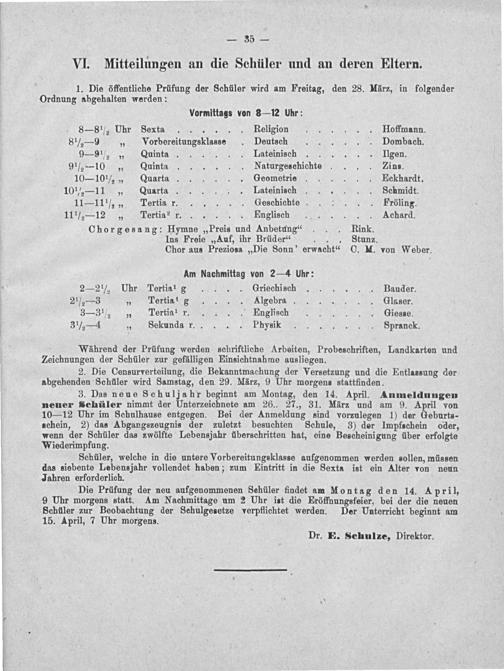 — 35 —
VI. Mitteilungen an die Schüler und an deren Eltern.
1. Die öffentliche Prüfung der Schüler wird am Freitag, den 28. März, in folgender
Ordnung abgehalten werden:
Vormittags von 8—12 Uhr:
8—8½ Uhr Sexta . . . . . . Religion . . . . . . Hoffmann.
8½—9 „ Vorbereitungsklasse . Deutsch . . . . . . Dombach.
9—9½ „ Quinta . . . . . . Lateinisch . . . . . . Ilgen.
9½—10 „ Quinta . . . . . . Naturgeschichte . . . . Zins.
10—10½ „ Quarta . . . . . . Geometrie . . . . . . Eckhardt.
10½—11 „ Quarta . . . . . . Lateinisch . . . . . . Schmidt.
11—11½ „ Tertia r. . . . . . Geschichte . . . . . . Fröling.
11½—12 „ Tertia² r. . . . . . Englisch . . . . . . Achard.
Chorgesang: Hymne „Preis und Anbetung“ . . . Rink.
Ins Freie „Auf, ihr Brüder“ . . . Stunz.
Chor aus Preziosa „Die Sonn' erwacht“ C. M. von Weber.
Am Nachmittag von 2—4 Uhr:
2—2½ Uhr Tertia¹ g . . . . Griechisch . . . . . . Bauder.
2½—3 „ Tertia¹ g . . . . Algebra . . . . . . Glaser.
3—3½ „ Tertia¹ r. . . . . Englisch . . . . . . Giesse.
3½—4 „ Sekunda r. . . . . Physik . . . . . . Spranck.
Während der Prüfung werden schriftliche Arbeiten, Probeschriften, Landkarten und
Zeichnungen der Schüler zur gefälligen Einsichtnahme ausliegen.
2. Die Censurverteilung, die Bekanntmachung der Versetzung und die Entlassung der
abgehenden Schüler wird Samstag, den 29. März, 9 Uhr morgens stattfinden.
3. Das neue Schuljahr beginnt am Montag, den 14. April. Anmeldungen
neuer Schüler nimmt der Unterzeichnete am 26., 27., 31. März und am 9. April von
10—12 Uhr im Schulhause entgegen. Bei der Anmeldung sind vorzulegen 1) der Geburts-
schein, 2) das Abgangszeugnis der zuletzt besuchten Schule, 3) der Impfschein oder,
wenn der Schüler das zwölfte Lebensjahr überschritten hat, eine Bescheinigung über erfolgte
Wiederimpfung.
Schüler, welche in die untere Vorbereitungsklasse aufgenommen werden sollen, müssen
das siebente Lebensjahr vollendet haben; zum Eintritt in die Sexta ist ein Alter von neun
Jahren erforderlich.
Die Prüfung der neu aufgenommenen Schüler findet am Montag den 14. April,
9 Uhr morgens statt. Am Nachmittage um 2 Uhr ist die Eröffnungsfeier, bei der die neuen
Schüler zur Beobachtung der Schulgesetze verpflichtet werden. Der Unterricht beginnt am
15. April, 7 Uhr morgens.
Dr. E. Schulze, Direktor.